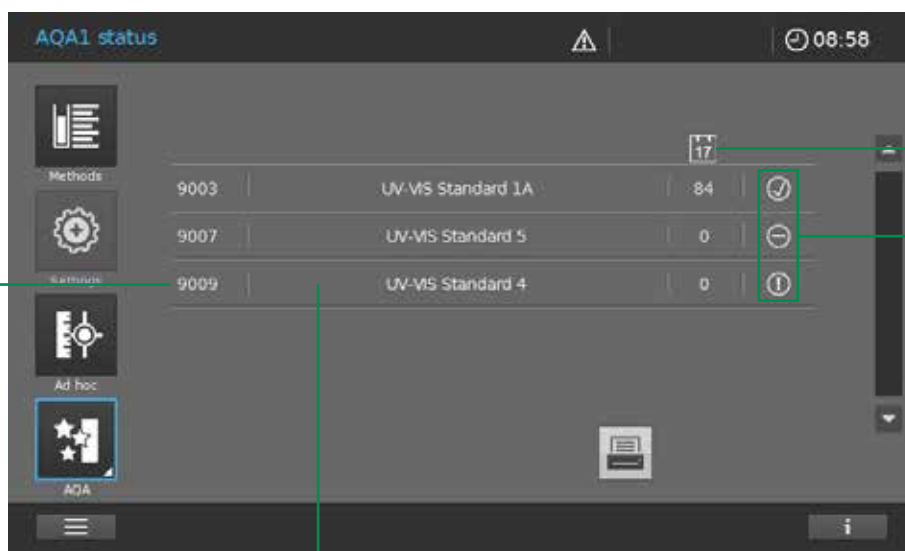 AQA1 status
08:58
17
Methods
9003 UV-VIS Standard 1A 84
9007 UV-VIS Standard 5 0
Settings
9009 UV-VIS Standard 4 0
Ad hoc
AQA
i